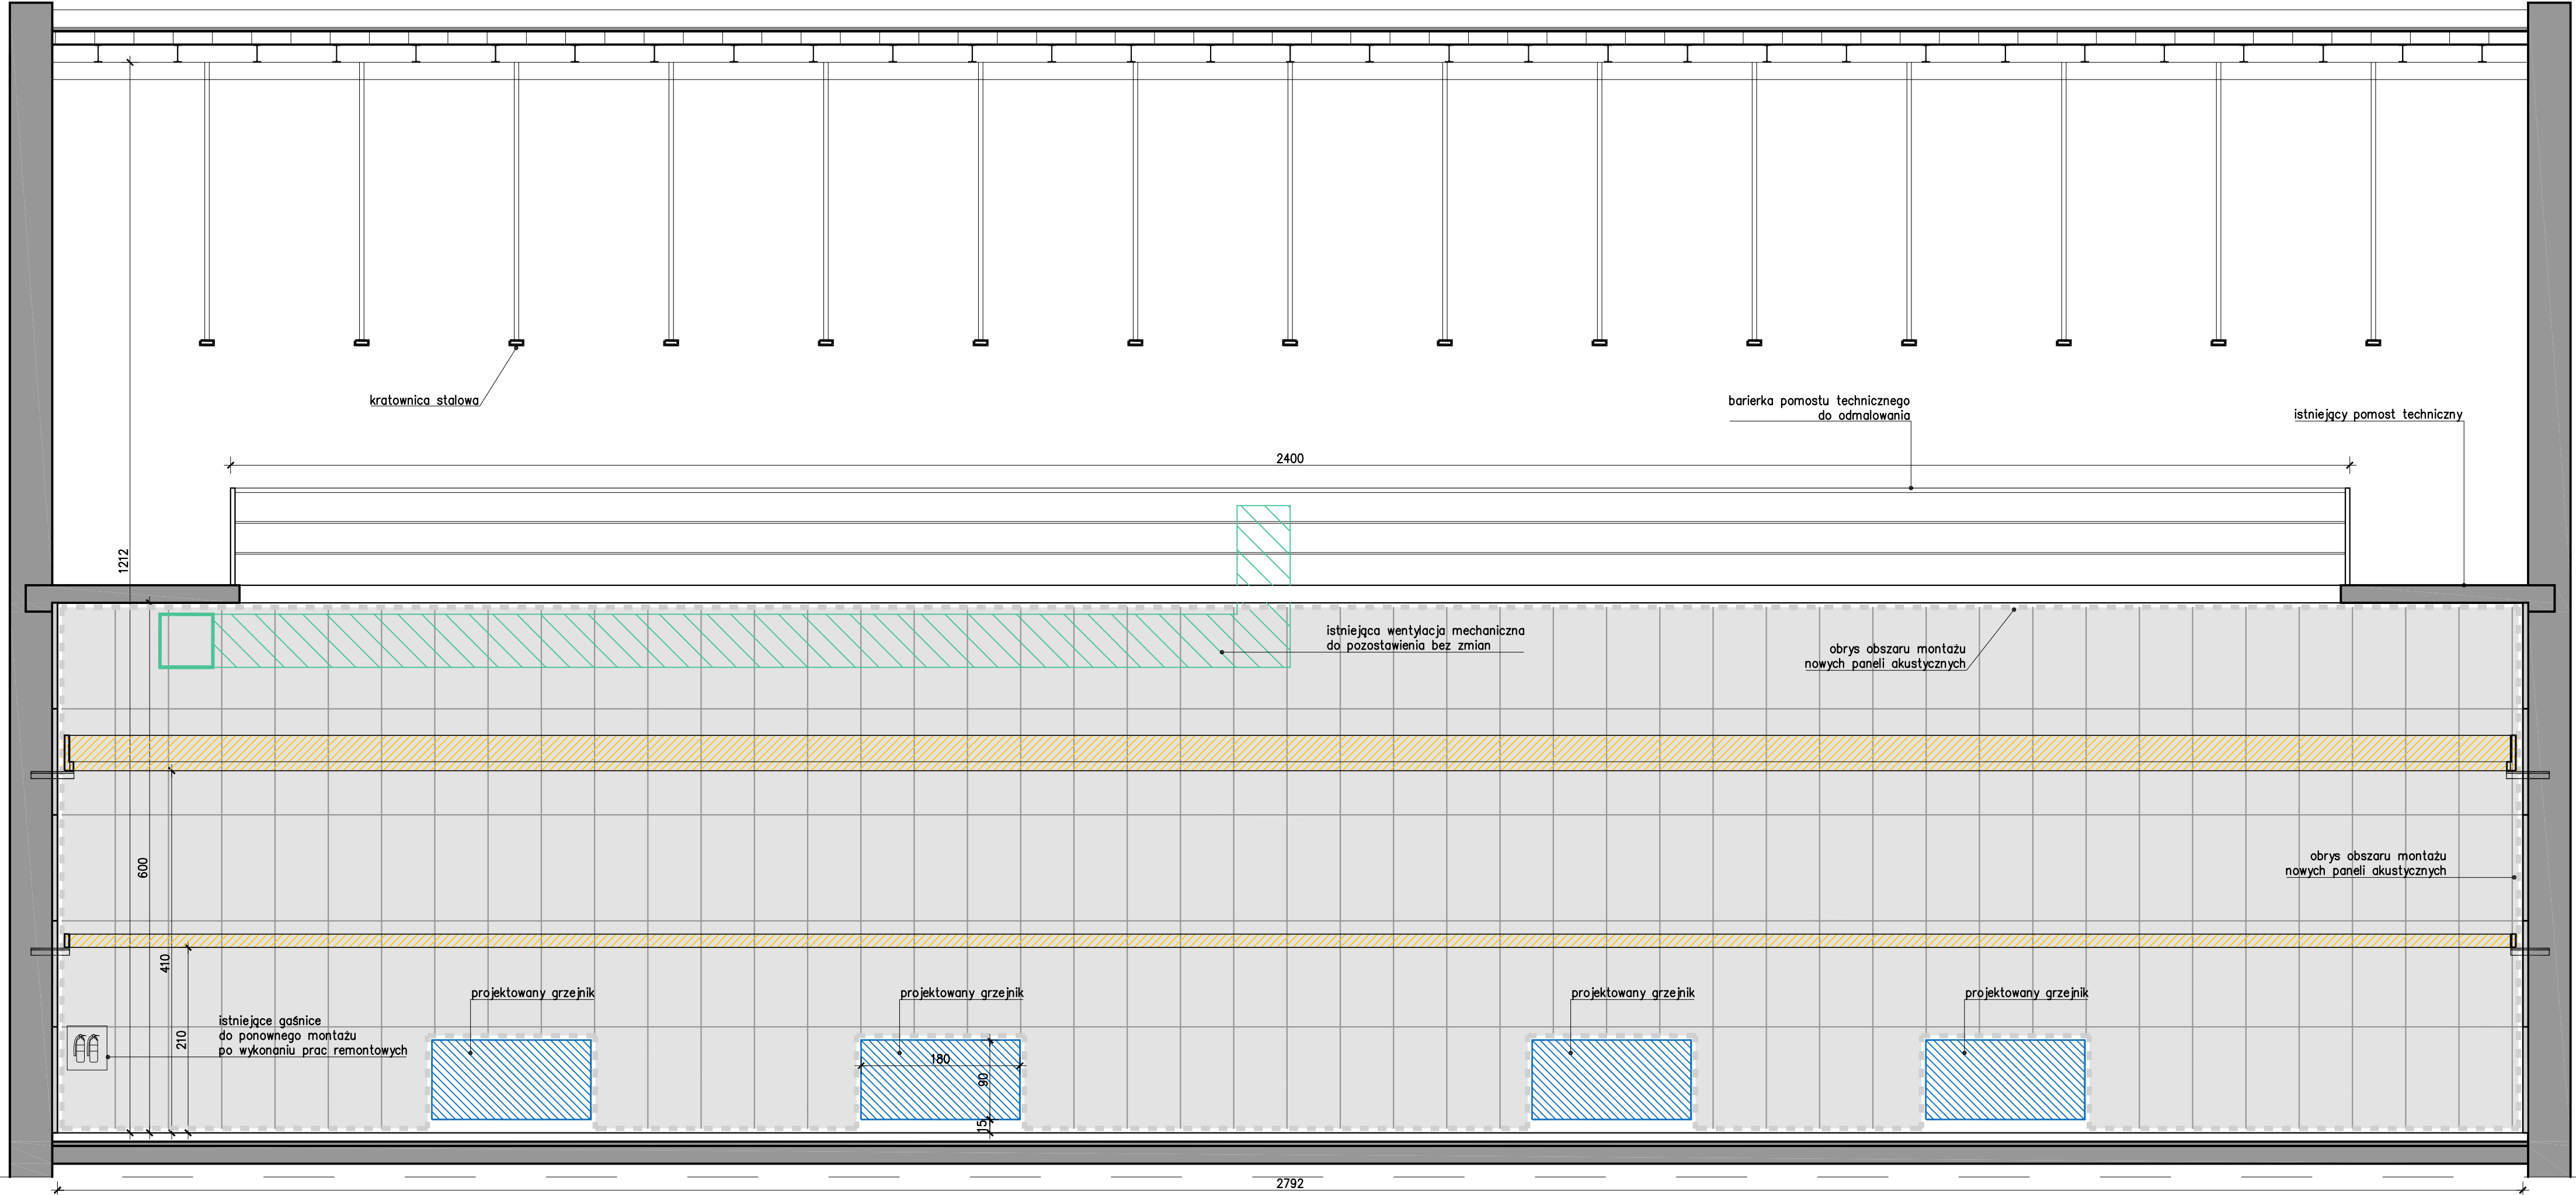 kratownica stalowa
barierka pomostu technicznego
do odmalowania
istniejący pomost techniczny
2400
1212
istniejąca wentylacja mechaniczna
do pozostawienia bez zmian
obrys obszaru montażu
nowych paneli akustycznych
600
obrys obszaru montażu
nowych paneli akustycznych
410
210
projektowany grzejnik
projektowany grzejnik
projektowany grzejnik
projektowany grzejnik
istniejące gaśnice
do ponownego montażu
po wykonaniu prac remontowych
180
90
15
2792